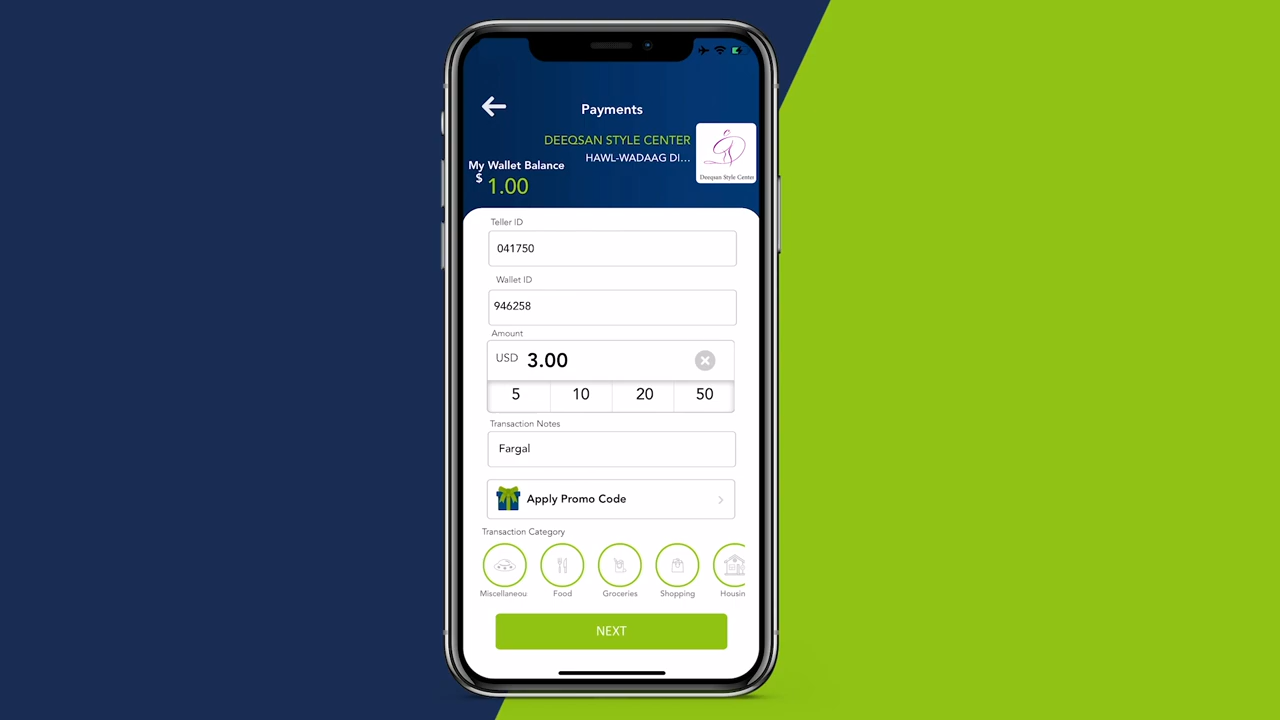 Payments
DEEQSAN STYLE CENTER
HAWL-WADAAG DI...
Deeqsan Style Center
My Wallet Balance
$ 1.00
Teller ID
041750
Wallet ID
946258
Amount
USD 3.00
5 10 20 50
Transaction Notes
Fargal
Apply Promo Code
Transaction Category
Miscellaneou Food Groceries Shopping Housin
NEXT